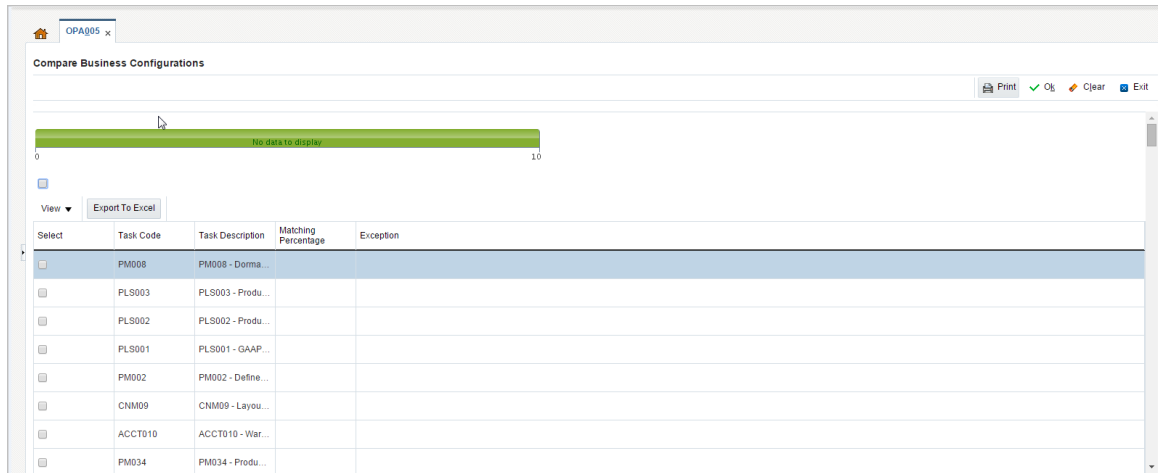 OPA005 x
Compare Business Configurations
Print Ok Clear Exit
No data to display
0 10
View Export To Excel
Select Task Code Task Description Matching Percentage Exception
PM008 PM008 - Dorma...
PLS003 PLS003 - Produ...
PLS002 PLS002 - Produ...
PLS001 PLS001 - GAAP...
PM002 PM002 - Define...
CNM09 CNM09 - Layou...
ACCT010 ACCT010 - War...
PM034 PM034 - Produ...